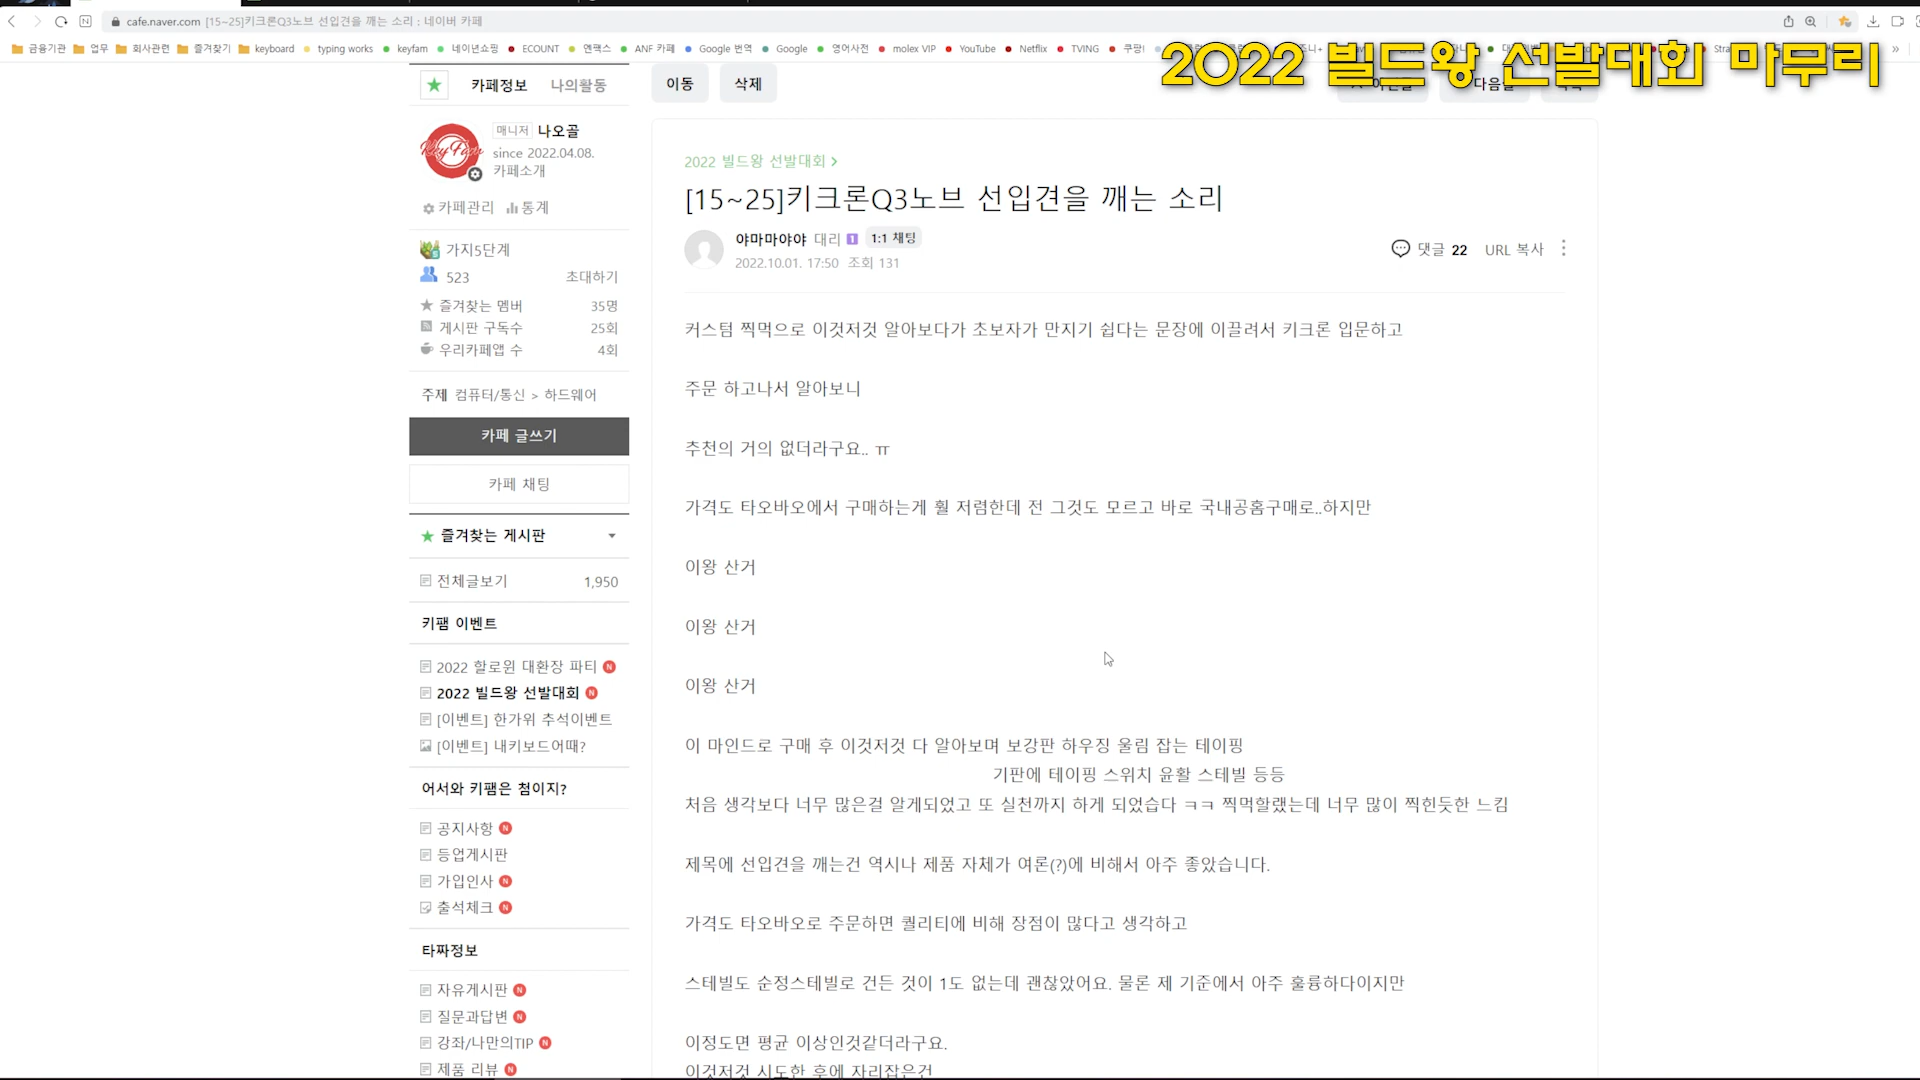 cafe.naver.com [15~25]키크론Q3노브 선입견을 깨는 소리 : 네이버 카페
금융기관 업무 회사관련 즐겨찾기 keyboard typing works keyfam 네이년쇼핑 ECOUNT 엔팩스 ANF 카페 Google 번역 Google 영어사전 molex VIP YouTube Netflix TVING 쿠팡!
2022 빌드왕 선발대회 마무리
카페정보 나의활동
이동 삭제
매니저 나오골
since 2022.04.08.
카페소개
카페관리 통계
가지5단계
523 초대하기
즐겨찾는 멤버 35명
게시판 구독수 25회
우리카페앱 수 4회
주제 컴퓨터/통신 > 하드웨어
카페 글쓰기
카페 채팅
즐겨찾는 게시판
전체글보기 1,950
키팸 이벤트
2022 할로윈 대환장 파티 N
2022 빌드왕 선발대회 N
[이벤트] 한가위 추석이벤트
[이벤트] 내키보드어때?
어서와 키팸은 첨이지?
공지사항 N
등업게시판
가입인사 N
출석체크 N
타짜정보
자유게시판 N
질문과답변 N
강좌/나만의TIP N
제품 리뷰 N
2022 빌드왕 선발대회 >
[15~25]키크론Q3노브 선입견을 깨는 소리
야마마야야 대리 1 1:1 채팅
2022.10.01. 17:50 조회 131
댓글 22 URL 복사
커스텀 찍먹으로 이것저것 알아보다가 초보자가 만지기 쉽다는 문장에 이끌려서 키크론 입문하고
주문 하고나서 알아보니
추천의 거의 없더라구요.. ㅠ
가격도 타오바오에서 구매하는게 훨 저렴한데 전 그것도 모르고 바로 국내공홈구매로..하지만
이왕 산거
이왕 산거
이왕 산거
이 마인드로 구매 후 이것저것 다 알아보며 보강판 하우징 울림 잡는 테이핑
기판에 테이핑 스위치 윤활 스테빌 등등
처음 생각보다 너무 많은걸 알게되었고 또 실천까지 하게 되었습다 ㅋㅋ 찍먹할랬는데 너무 많이 찍힌듯한 느낌
제목에 선입견을 깨는건 역시나 제품 자체가 여론(?)에 비해서 아주 좋았습니다.
가격도 타오바오로 주문하면 퀄리티에 비해 장점이 많다고 생각하고
스테빌도 순정스테빌로 건든 것이 1도 없는데 괜찮았어요. 물론 제 기준에서 아주 훌륭하다이지만
이정도면 평균 이상인것같더라구요.
이것저것 시도한 후에 자리잡은건